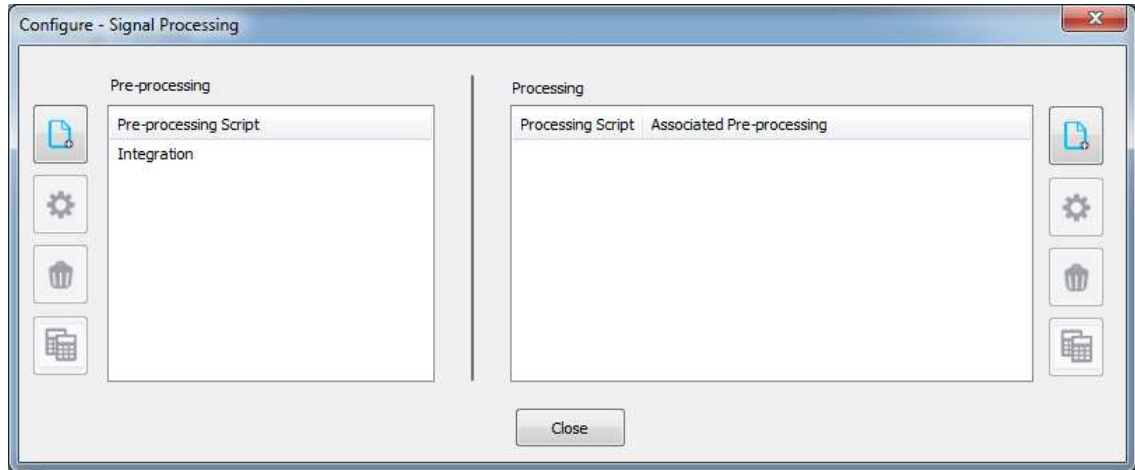 Configure - Signal Processing
Pre-processing
Pre-processing Script
Integration
Processing
Processing Script Associated Pre-processing
Close